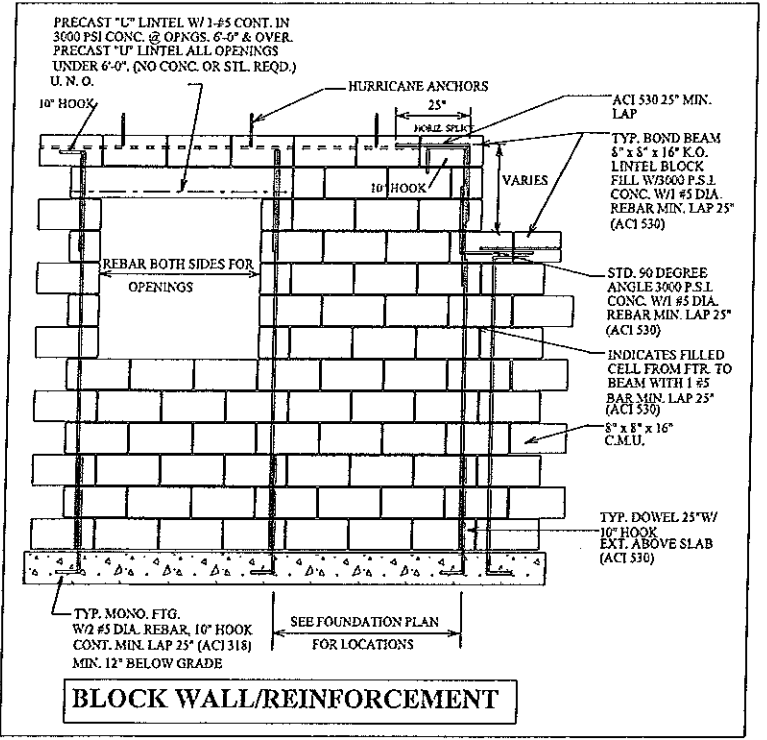 PRECAST "U" LINTEL W/ 1-#5 CONT. IN
3000 PSI CONC. @ OPNGS. 6'-0" & OVER.
PRECAST "U" LINTEL ALL OPENINGS
UNDER 6'-0", (NO CONC. OR STL. REQD.)
U. N. O.
10" HOOK
HURRICANE ANCHORS
25"
HORIZ. SPLICE
ACI 530 25" MIN.
LAP
TYP. BOND BEAM
8" x 8" x 16" K.O.
LINTEL BLOCK
FILL W/3000 P.S.I.
CONC. W/1 #5 DIA.
REBAR MIN. LAP 25"
(ACI 530)
VARIES
10" HOOK
REBAR BOTH SIDES FOR
OPENINGS
STD. 90 DEGREE
ANGLE 3000 P.S.I.
CONC. W/1 #5 DIA.
REBAR MIN. LAP 25"
(ACI 530)
INDICATES FILLED
CELL FROM FTR. TO
BEAM WITH 1 #5
BAR MIN. LAP 25"
(ACI 530)
8" x 8" x 16"
C.M.U.
TYP. DOWEL 25"W/
10" HOOK
EXT. ABOVE SLAB
(ACI 530)
TYP. MONO. FTG.
W/2 #5 DIA. REBAR, 10" HOOK
CONT. MIN. LAP 25" (ACI 318)
MIN. 12" BELOW GRADE
SEE FOUNDATION PLAN
FOR LOCATIONS
BLOCK WALL/REINFORCEMENT